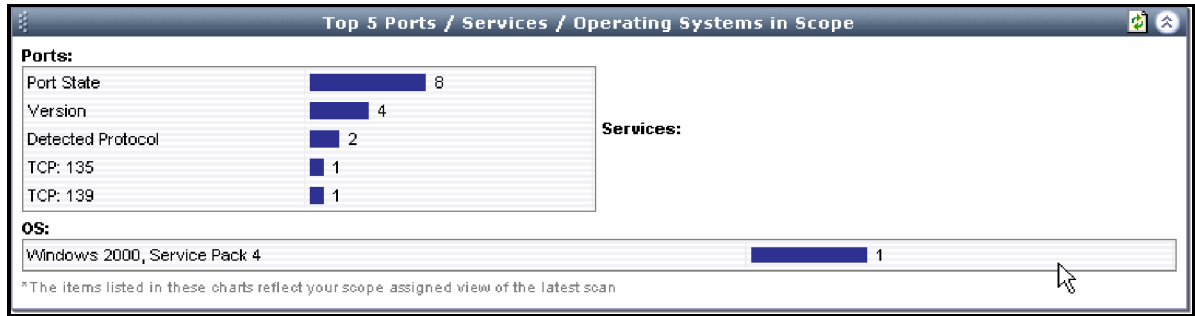 Top 5 Ports / Services / Operating Systems in Scope
Ports:
Port State 8
Version 4
Detected Protocol 2
TCP: 135 1
TCP: 139 1
Services:
OS:
Windows 2000, Service Pack 4 1
*The items listed in these charts reflect your scope assigned view of the latest scan